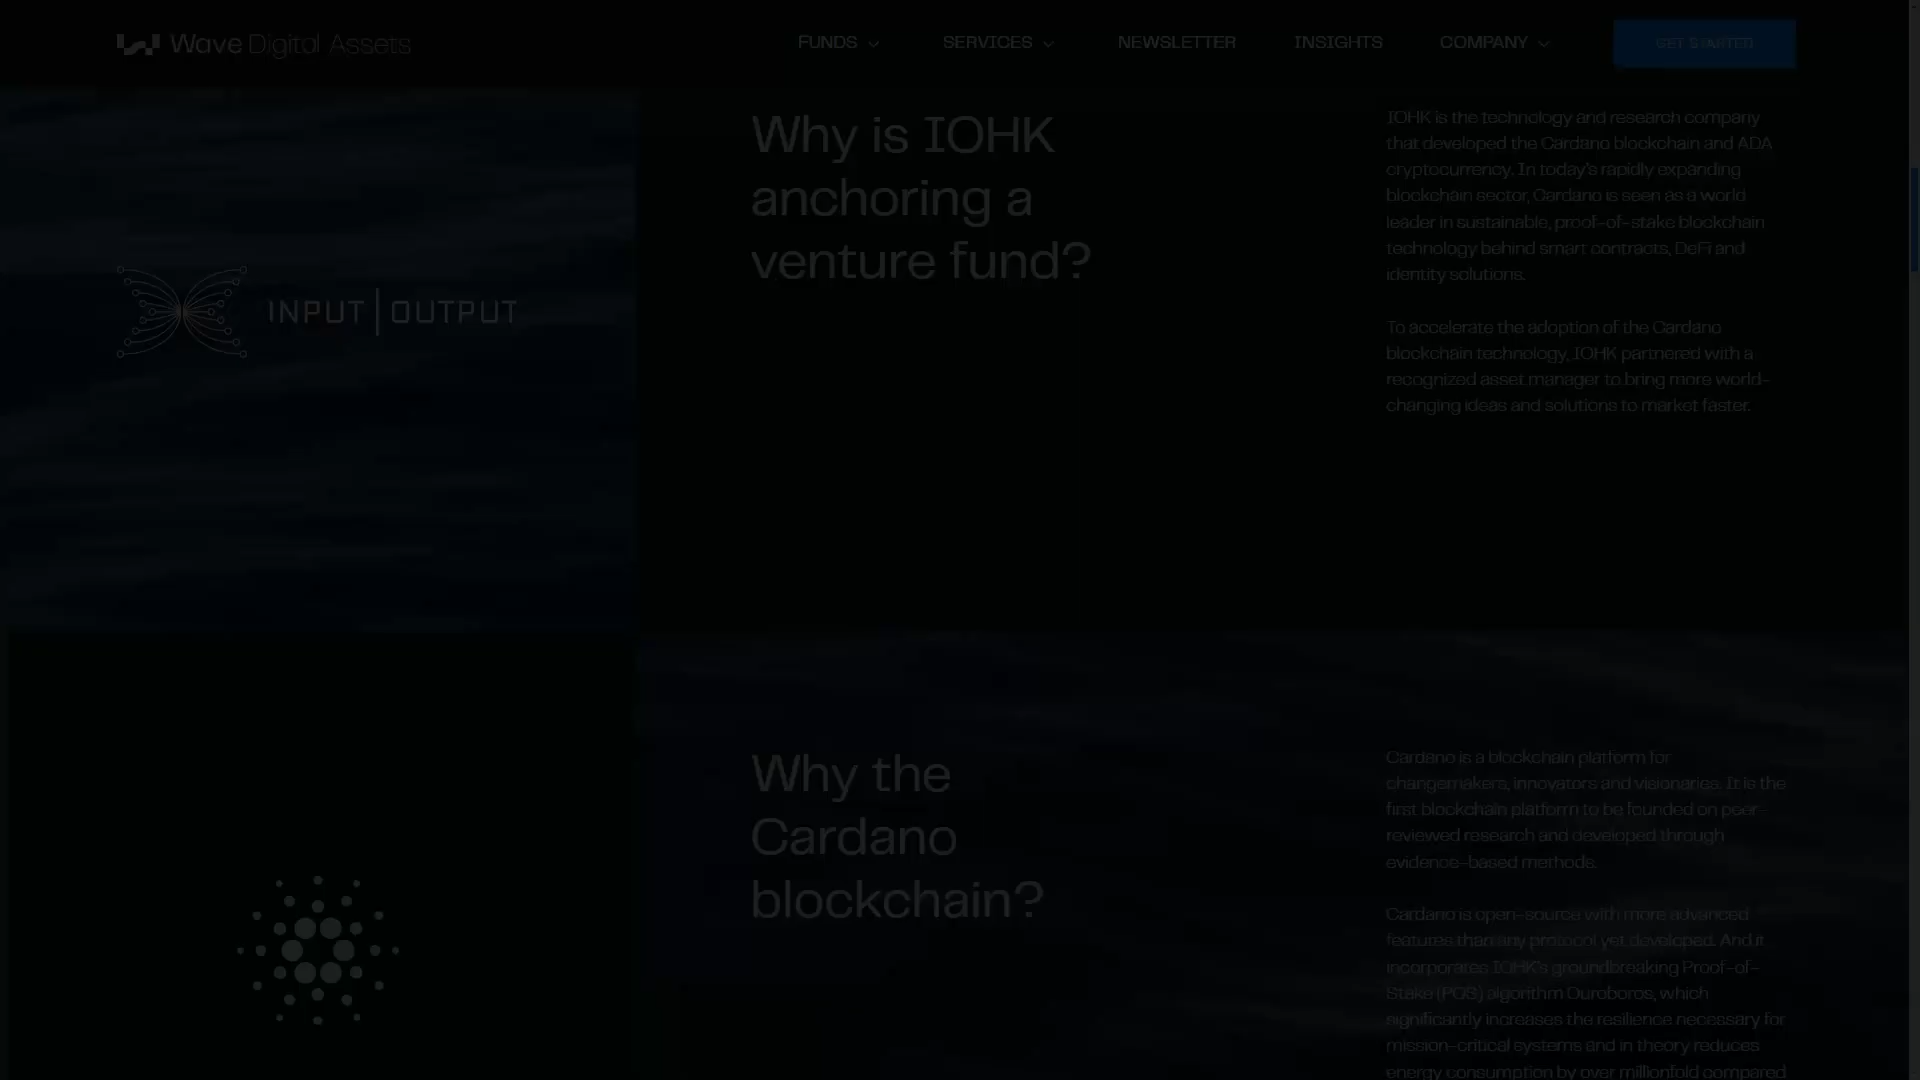 Wave Digital Assets
FUNDS
SERVICES
NEWSLETTER
INSIGHTS
COMPANY
GET STARTED
INPUT | OUTPUT
Why is IOHK
anchoring a
venture fund?
IOHK is the technology and research company
that developed the Cardano blockchain and ADA
cryptocurrency. In today's rapidly expanding
blockchain sector, Cardano is seen as a world
leader in sustainable, proof-of-stake blockchain
technology behind smart contracts, DeFi and
identity solutions.
To accelerate the adoption of the Cardano
blockchain technology, IOHK partnered with a
recognized asset manager to bring more world-
changing ideas and solutions to market faster.
Why the
Cardano
blockchain?
Cardano is a blockchain platform for
changemakers, innovators and visionaries. It is the
first blockchain platform to be founded on peer-
reviewed research and developed through
evidence-based methods.
Cardano is open-source with more advanced
features than any protocol yet developed. And it
incorporates IOHK's groundbreaking Proof-of-
Stake (POS) algorithm Ouroboros, which
significantly increases the resilience necessary for
mission-critical systems and in theory reduces
energy consumption by over millionfold compared